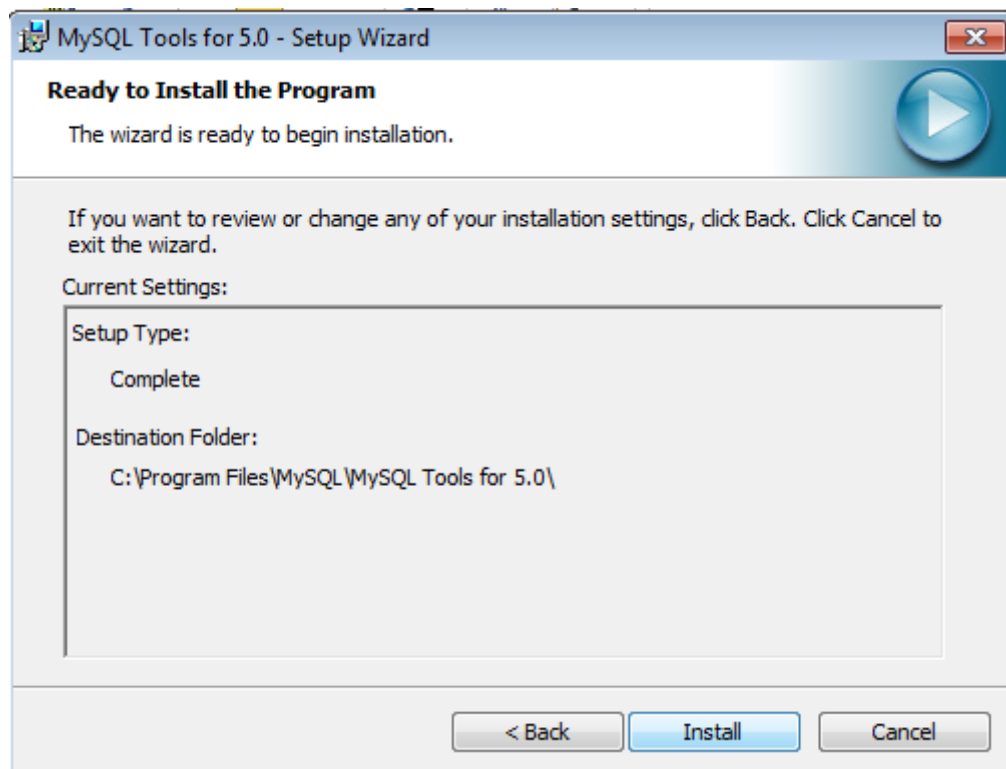 MySQL Tools for 5.0 - Setup Wizard
Ready to Install the Program
The wizard is ready to begin installation.
If you want to review or change any of your installation settings, click Back. Click Cancel to
exit the wizard.
Current Settings:
Setup Type:
Complete
Destination Folder:
C:\Program Files\MySQL\MySQL Tools for 5.0\
< Back
Install
Cancel